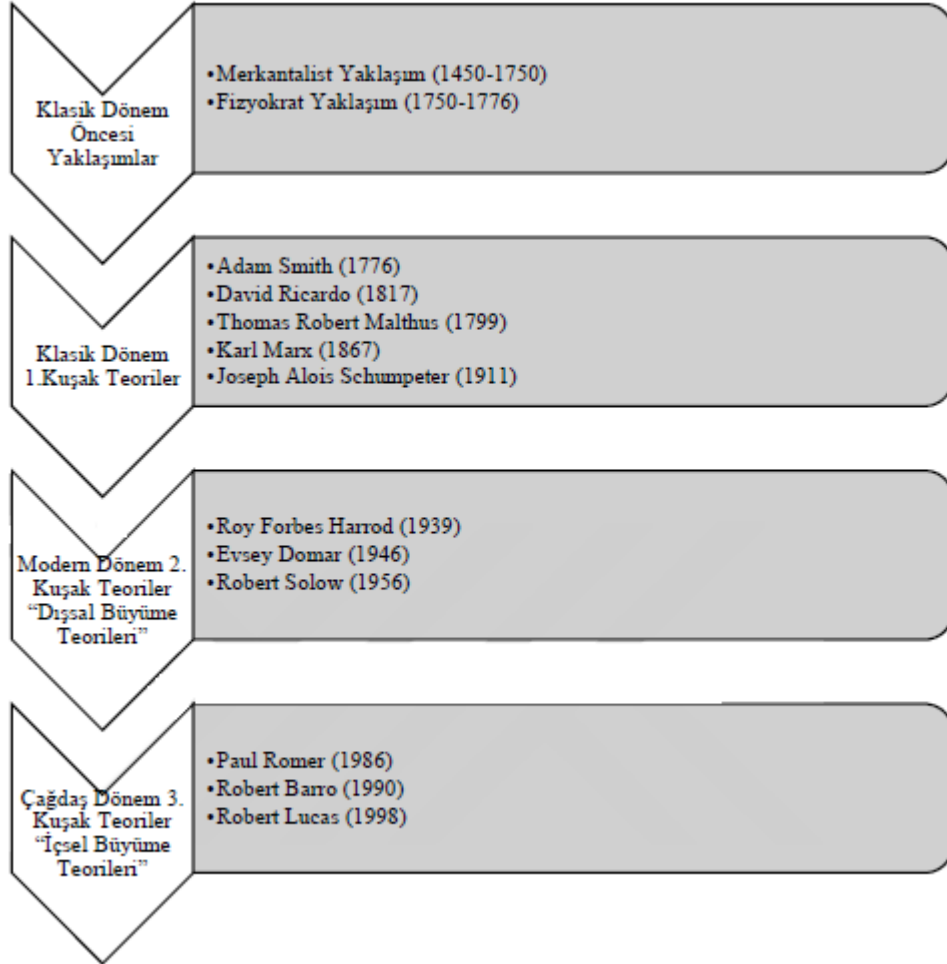 Klasik Dönem
Öncesi
Yaklaşımlar
•Merkantalist Yaklaşım (1450-1750)
•Fizyokrat Yaklaşım (1750-1776)
Klasik Dönem
1.Kuşak Teoriler
•Adam Smith (1776)
•David Ricardo (1817)
•Thomas Robert Malthus (1799)
•Karl Marx (1867)
•Joseph Alois Schumpeter (1911)
Modern Dönem 2.
Kuşak Teoriler
“Dışsal Büyüme
Teorileri”
•Roy Forbes Harrod (1939)
•Evsey Domar (1946)
•Robert Solow (1956)
Çağdaş Dönem 3.
Kuşak Teoriler
“İçsel Büyüme
Teorileri”
•Paul Romer (1986)
•Robert Barro (1990)
•Robert Lucas (1998)